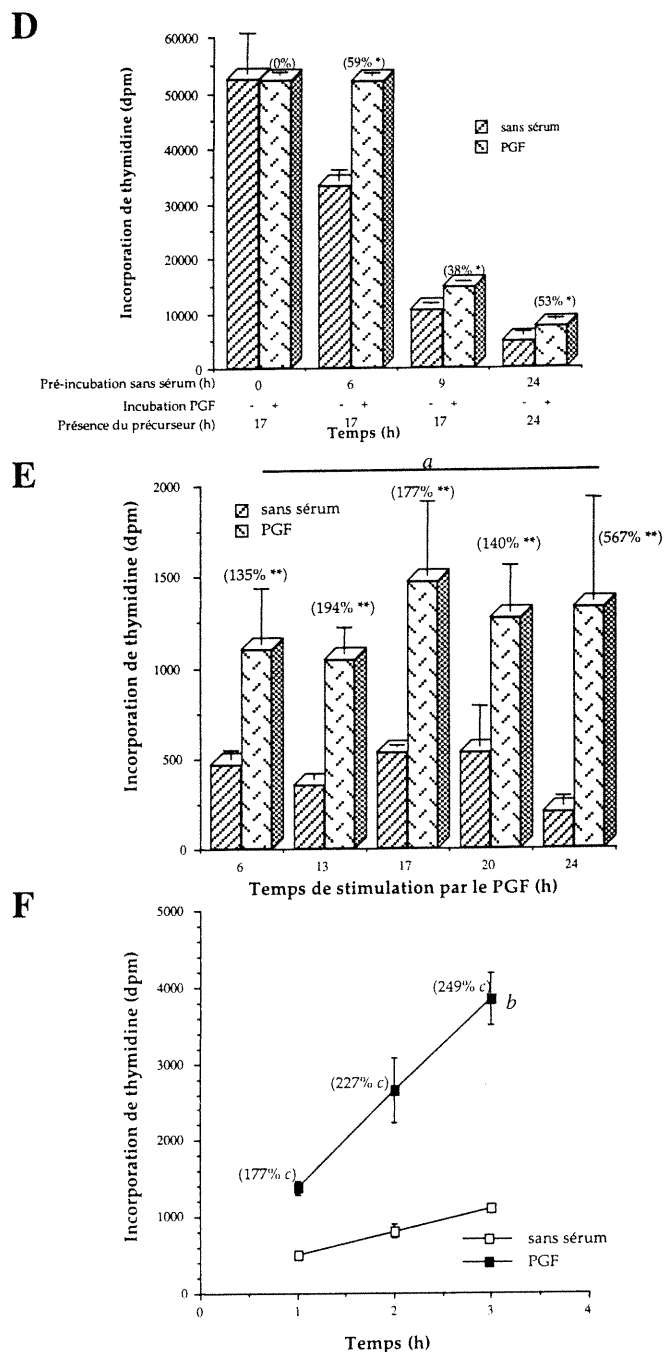 D
60000
50000
40000
30000
20000
10000
0
Incorporation de thymidine (dpm)
(0%)
(59% *)
(38% *)
(53% *)
sans sérum
PGF
Pré-incubation sans sérum (h) 0 6 9 24
Incubation PGF - + - + - + - +
Présence du précurseur (h) 17 17 17 24
Temps (h)
E
a
2000
1500
1000
500
0
Incorporation de thymidine (dpm)
sans sérum
PGF
(135% **)
(194% **)
(177% **)
(140% **)
(567% **)
6 13 17 20 24
Temps de stimulation par le PGF (h)
F
5000
4000
3000
2000
1000
0
Incorporation de thymidine (dpm)
(249% c)
b
(227% c)
(177% c)
sans sérum
PGF
0 1 2 3 4
Temps (h)